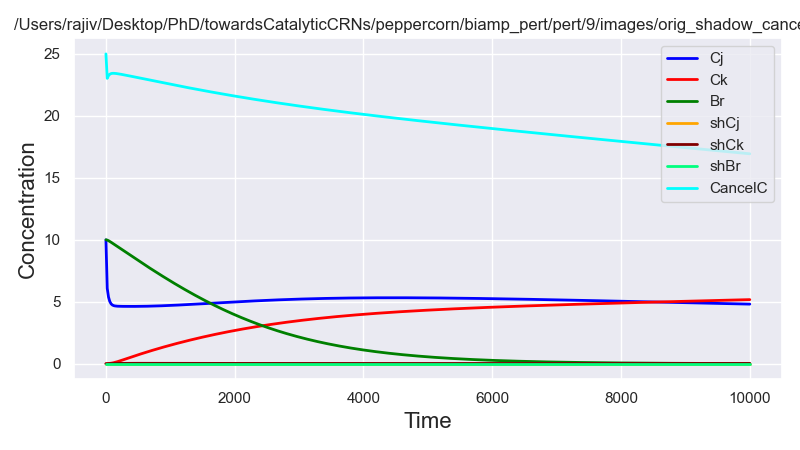 /Users/rajiv/Desktop/PhD/towardsCatalyticCRNs/peppercorn/biamp_pert/pert/9/images/orig_shadow_cance
25
20
15
10
5
0
Concentration
0 2000 4000 6000 8000 10000
Time
Cj
Ck
Br
shCj
shCk
shBr
CancelC